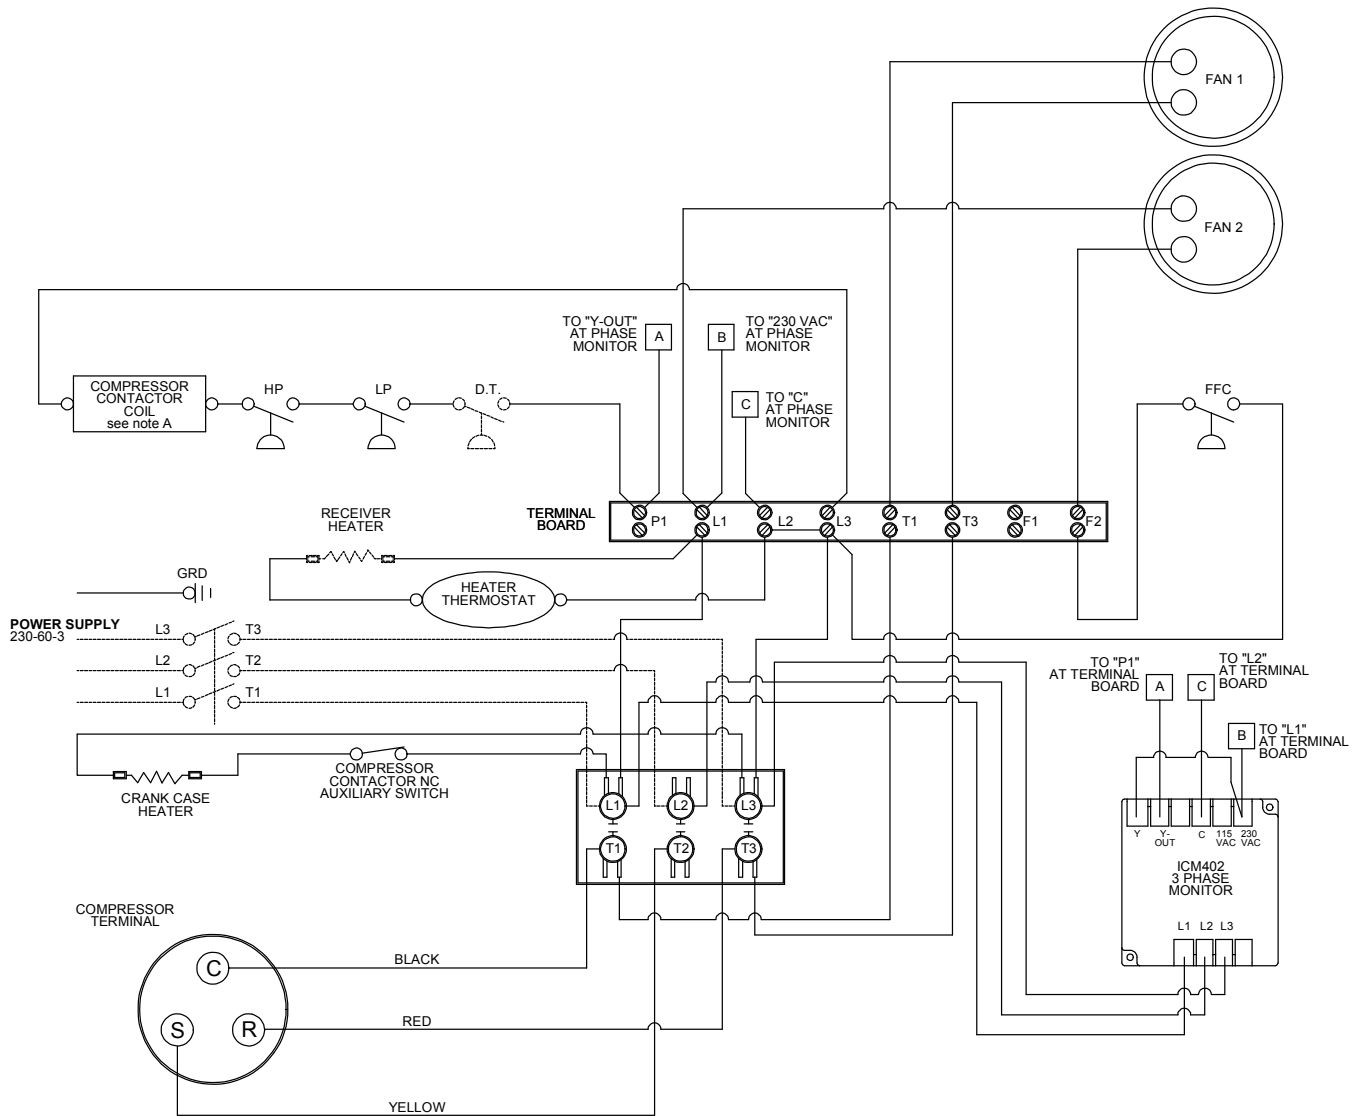 FAN 1
FAN 2
TO "Y-OUT"
AT PHASE
MONITOR
A
B
TO "230 VAC"
AT PHASE
MONITOR
C
TO "C"
AT PHASE
MONITOR
COMPRESSOR
CONTACTOR
COIL
see note A
HP
LP
D.T.
FFC
TERMINAL
BOARD
P1
L1
L2
L3
T1
T3
F1
F2
RECEIVER
HEATER
HEATER
THERMOSTAT
GRD
POWER SUPPLY
230-60-3
L3
T3
L2
T2
L1
T1
COMPRESSOR
CONTACTOR NC
AUXILIARY SWITCH
CRANK CASE
HEATER
L1
L2
L3
T1
T2
T3
TO "P1"
AT TERMINAL
BOARD
A
C
TO "L2"
AT TERMINAL
BOARD
B
TO "L1"
AT TERMINAL
BOARD
Y
Y-
OUT
C
115
VAC
230
VAC
ICM402
3 PHASE
MONITOR
L1
L2
L3
COMPRESSOR
TERMINAL
C
S
R
BLACK
RED
YELLOW